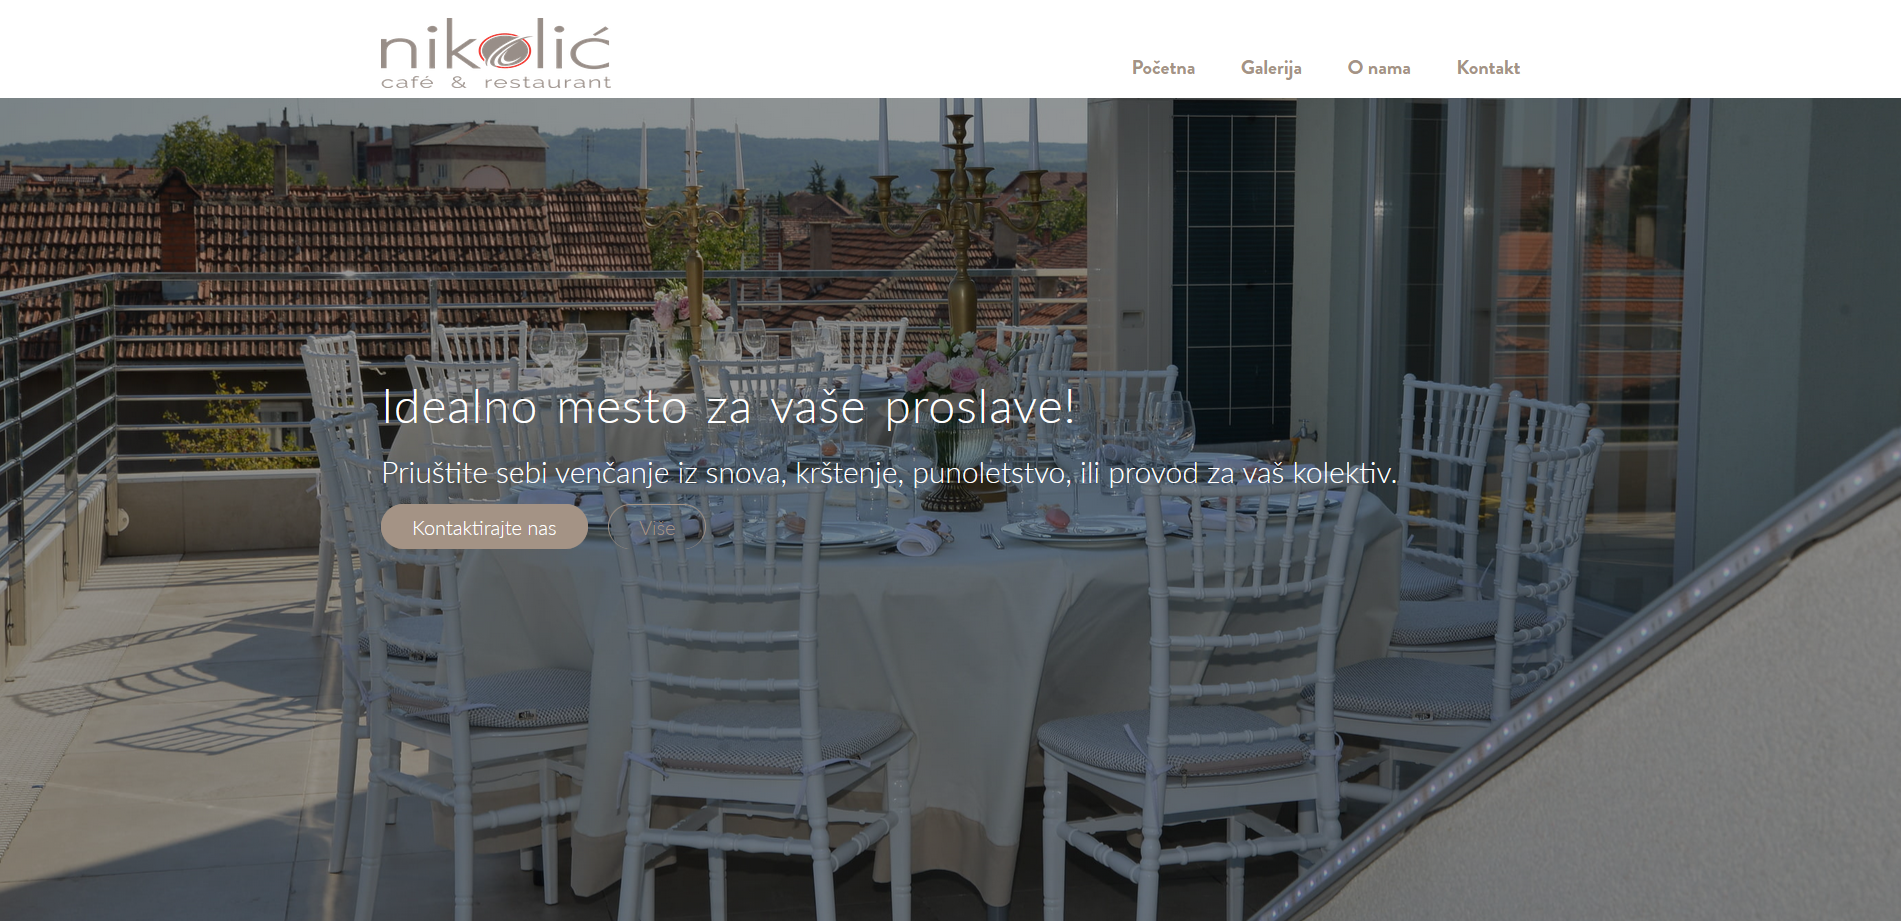 nikolić
café & restaurant
Početna Galerija O nama Kontakt
Idealno mesto za vaše proslave!
Priuštite sebi venčanje iz snova, krštenje, punoletstvo, ili provod za vaš kolektiv.
Kontaktirajte nas Više